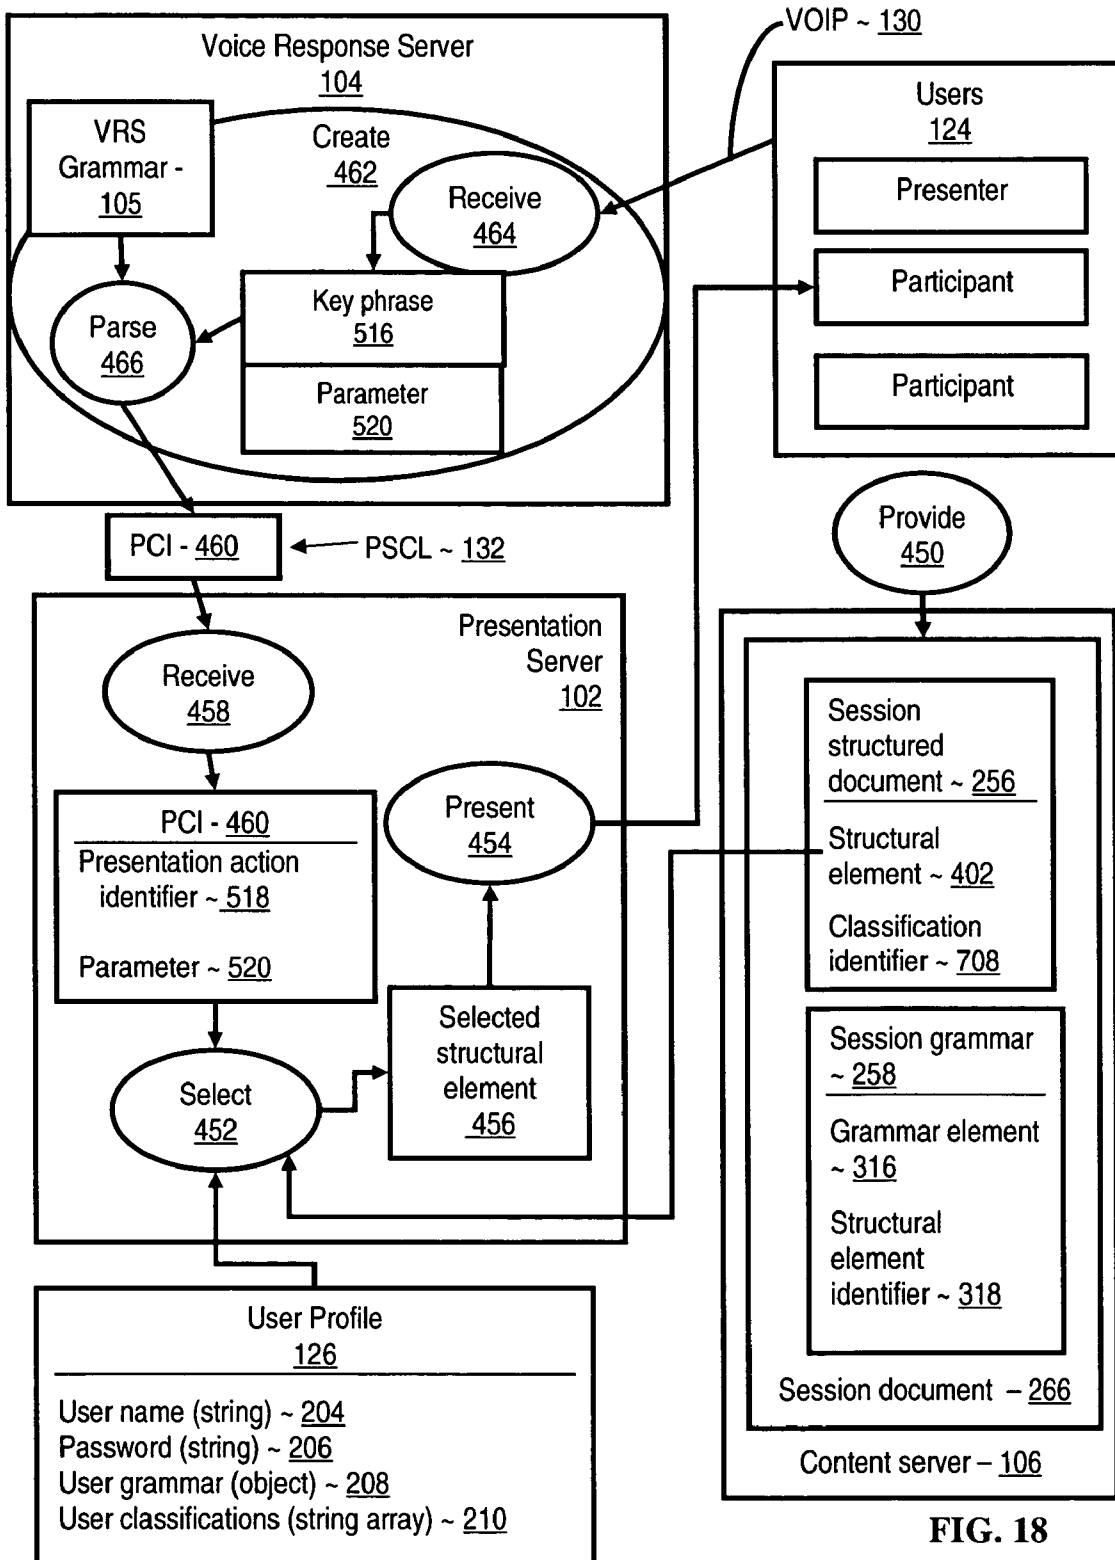 VOIP ~ 130
Voice Response Server
104
VRS
Grammar -
105
Create
462
Receive
464
Key phrase
516
Parameter
520
Parse
466
Users
124
Presenter
Participant
Participant
PCI - 460
PSCL ~ 132
Provide
450
Presentation
Server
102
Receive
458
PCI - 460
Presentation action
identifier ~ 518
Parameter ~ 520
Present
454
Select
452
Selected
structural
element
456
Session
structured
document ~ 256
Structural
element ~ 402
Classification
identifier ~ 708
Session grammar
~ 258
Grammar element
~ 316
Structural
element
identifier ~ 318
Session document – 266
Content server – 106
User Profile
126
User name (string) ~ 204
Password (string) ~ 206
User grammar (object) ~ 208
User classifications (string array) ~ 210
FIG. 18